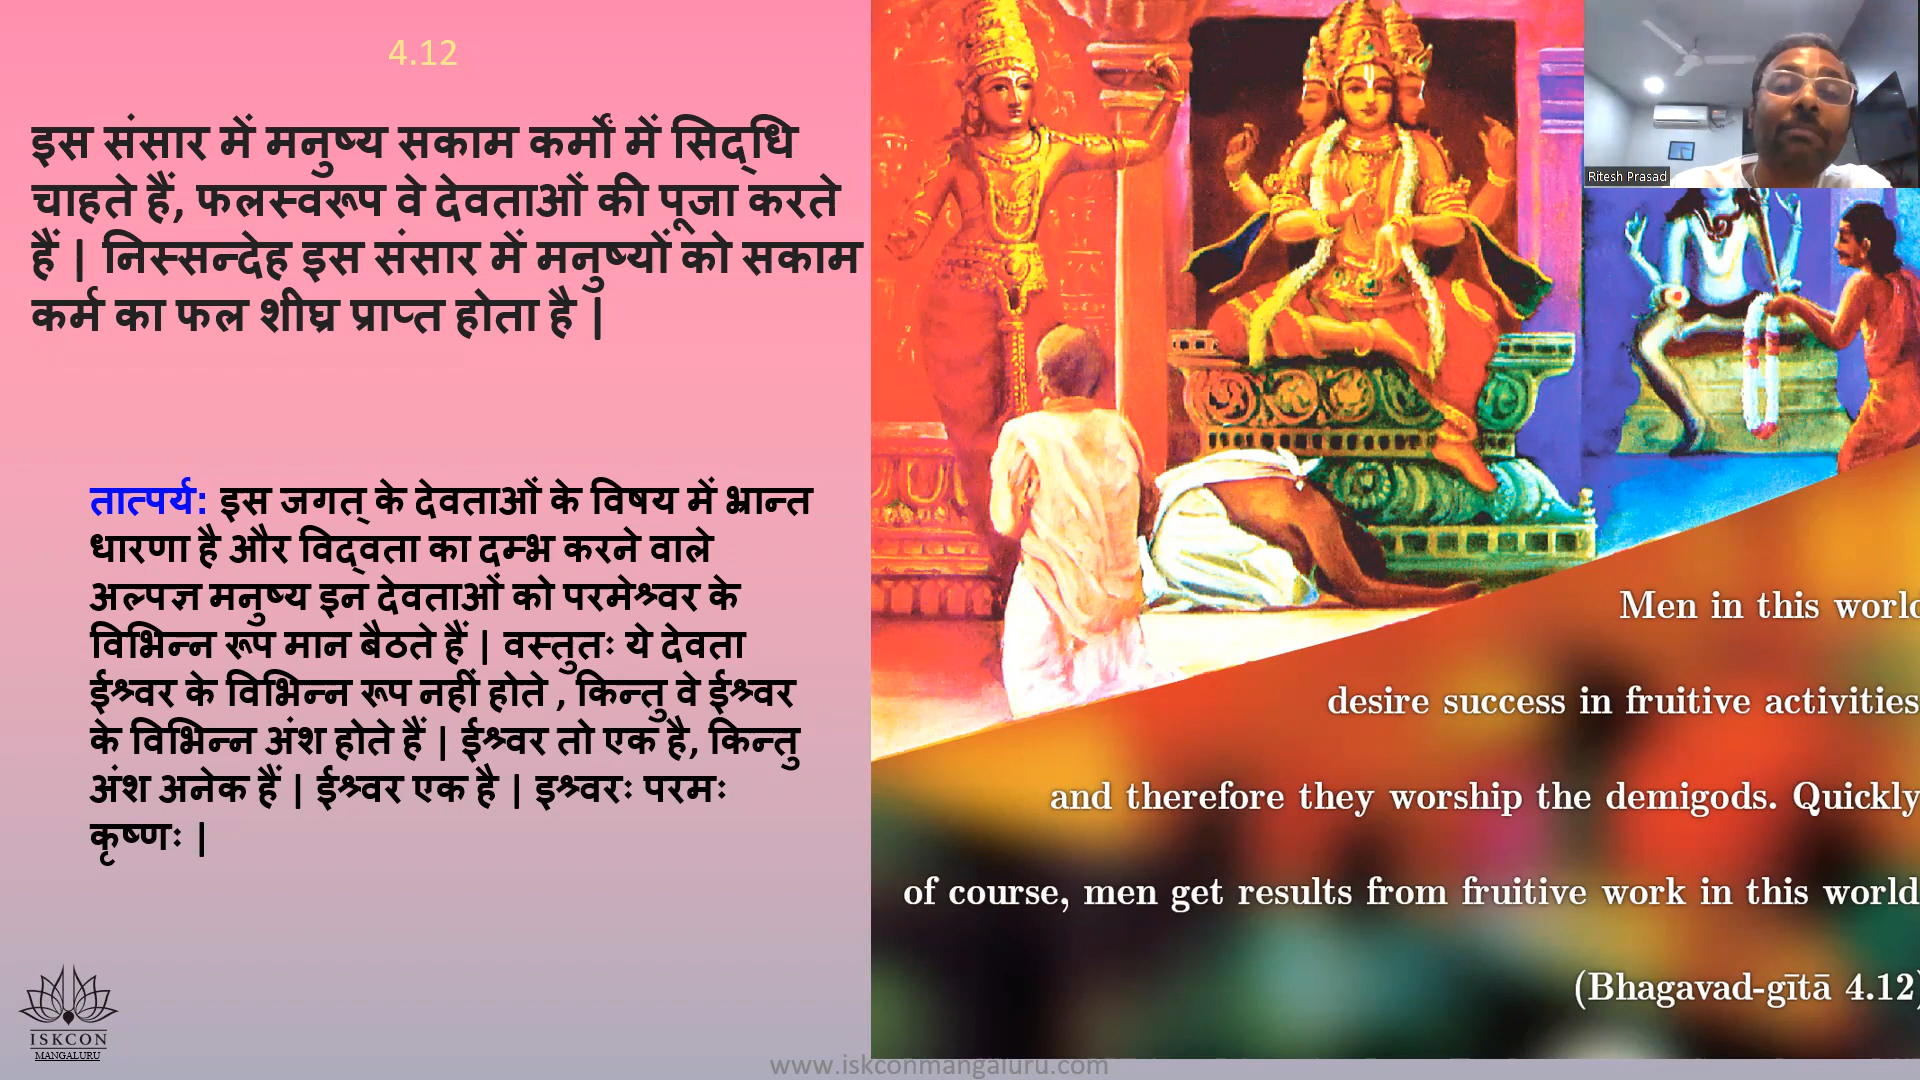 4.12
इस संसार में मनुष्य सकाम कर्मों में सिद्धि
चाहते हैं, फलस्वरूप वे देवताओं की पूजा करते
हैं | निस्सन्देह इस संसार में मनुष्यों को सकाम
कर्म का फल शीघ्र प्राप्त होता है |
तात्पर्य: इस जगत् के देवताओं के विषय में भ्रान्त
धारणा है और विद्वता का दम्भ करने वाले
अल्पज्ञ मनुष्य इन देवताओं को परमेश्र्वर के
विभिन्न रूप मान बैठते हैं | वस्तुतः ये देवता
ईश्र्वर के विभिन्न रूप नहीं होते , किन्तु वे ईश्र्वर
के विभिन्न अंश होते हैं | ईश्र्वर तो एक है, किन्तु
अंश अनेक हैं | ईश्र्वर एक है | इश्र्वरः परमः
कृष्णः |
ISKCON
MANGALURU
Ritesh Prasad
Men in this world
desire success in fruitive activities
and therefore they worship the demigods. Quickly
of course, men get results from fruitive work in this world
(Bhagavad-gītā 4.12)
www.iskconmangaluru.com